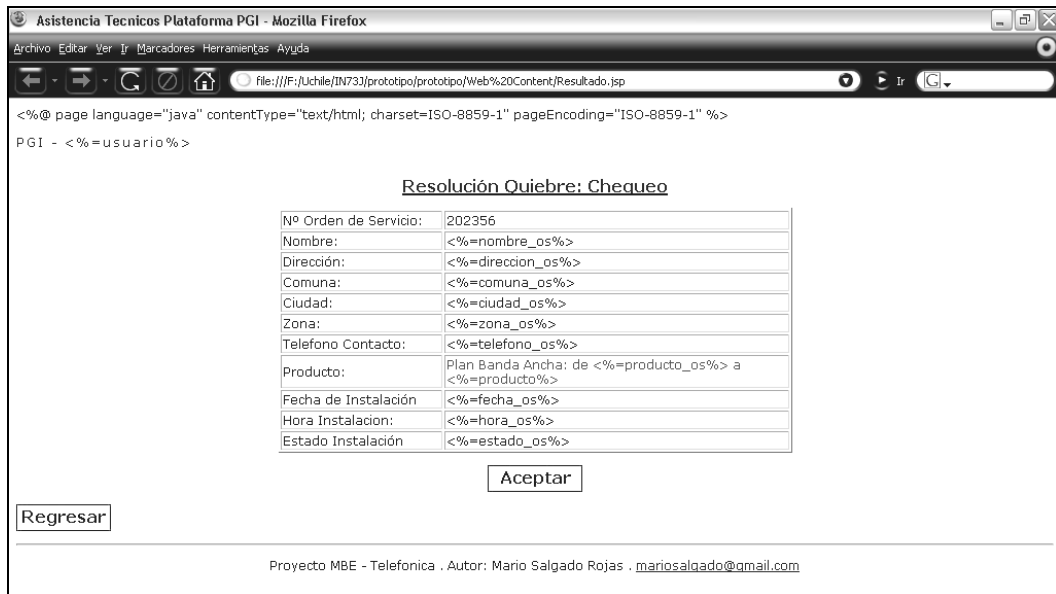 Asistencia Tecnicos Plataforma PGI - Mozilla Firefox
Archivo Editar Ver Ir Marcadores Herramientas Ayuda
file:///F:/Uchile/IN73J/prototipo/prototipo/Web%20Content/Resultado.jsp Ir G
<%@ page language="java" contentType="text/html; charset=ISO-8859-1" pageEncoding="ISO-8859-1" %>
PGI - <%=usuario%>
Resolución Quiebre: Chequeo
Nº Orden de Servicio: 202356
Nombre: <%=nombre_os%>
Dirección: <%=direccion_os%>
Comuna: <%=comuna_os%>
Ciudad: <%=ciudad_os%>
Zona: <%=zona_os%>
Telefono Contacto: <%=telefono_os%>
Producto: Plan Banda Ancha: de <%=producto_os%> a
<%=producto%>
Fecha de Instalación <%=fecha_os%>
Hora Instalacion: <%=hora_os%>
Estado Instalación <%=estado_os%>
Aceptar
Regresar
Proyecto MBE - Telefonica . Autor: Mario Salgado Rojas . mariosalgado@gmail.com